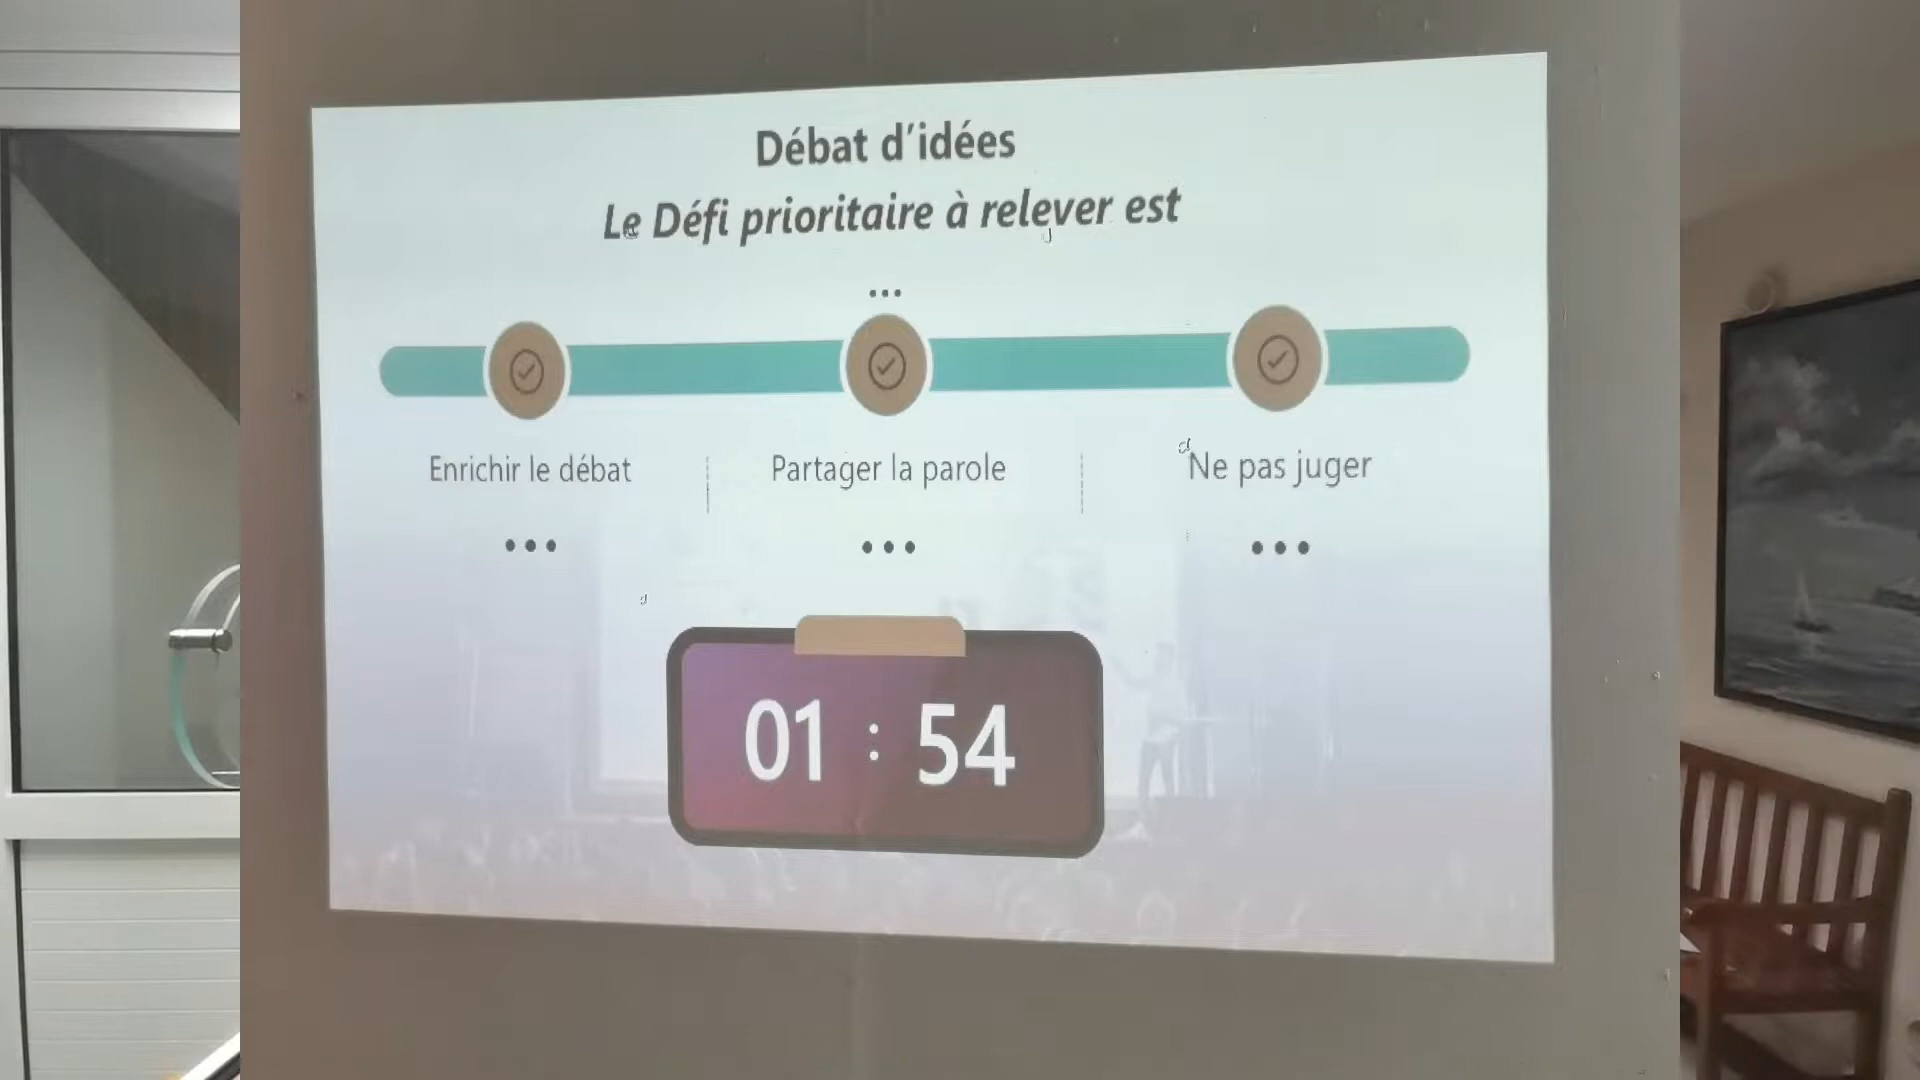 Débat d'idées
Le Défi prioritaire à relever est
...
Enrichir le débat
Partager la parole
Ne pas juger
...
...
...
01 : 54